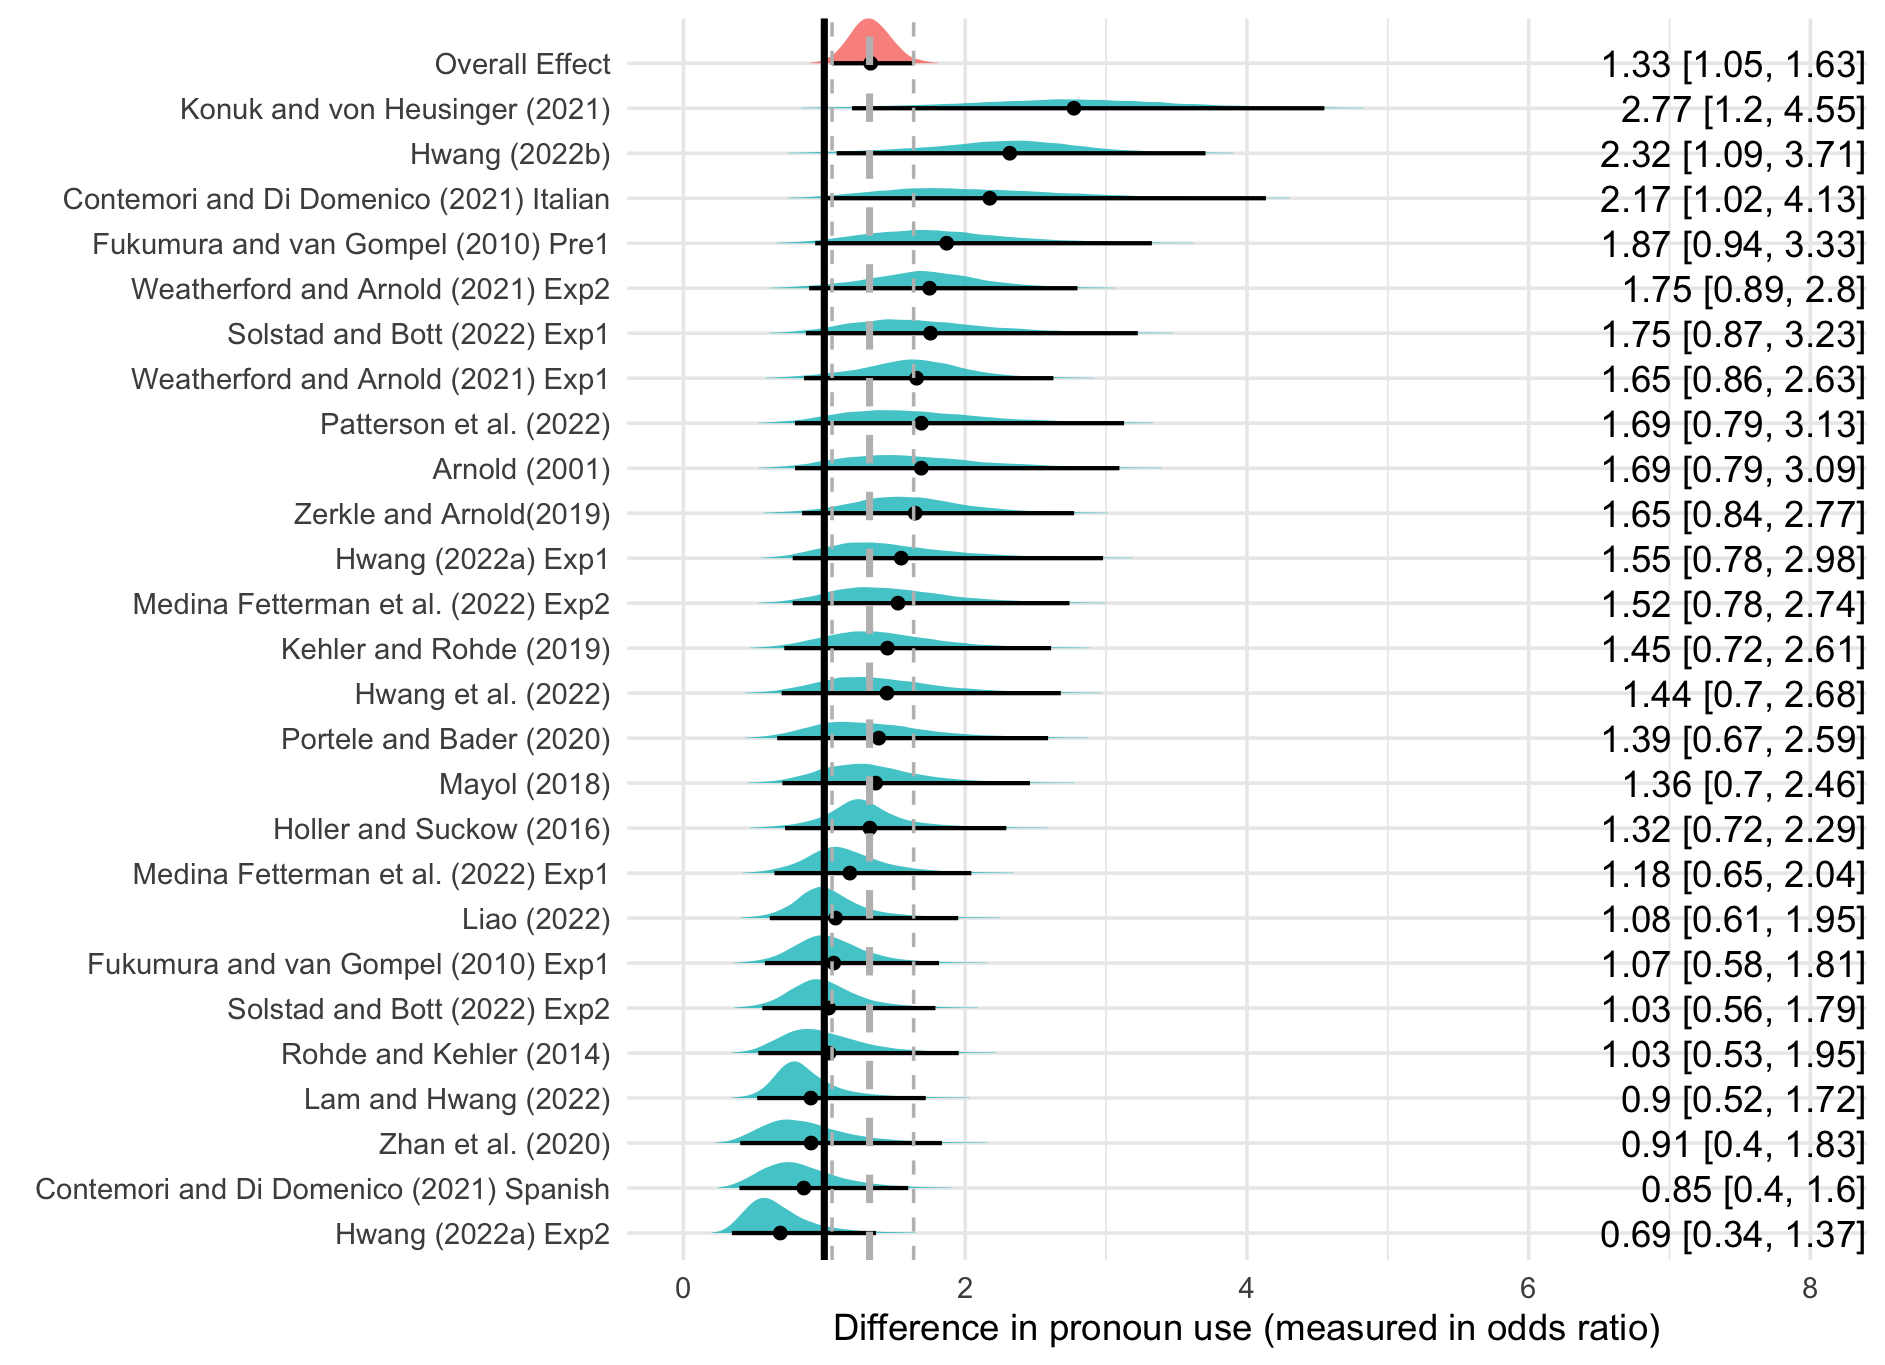 Overall Effect 1.33 [1.05, 1.63]
Konuk and von Heusinger (2021) 2.77 [1.2, 4.55]
Hwang (2022b) 2.32 [1.09, 3.71]
Contemori and Di Domenico (2021) Italian 2.17 [1.02, 4.13]
Fukumura and van Gompel (2010) Pre1 1.87 [0.94, 3.33]
Weatherford and Arnold (2021) Exp2 1.75 [0.89, 2.8]
Solstad and Bott (2022) Exp1 1.75 [0.87, 3.23]
Weatherford and Arnold (2021) Exp1 1.65 [0.86, 2.63]
Patterson et al. (2022) 1.69 [0.79, 3.13]
Arnold (2001) 1.69 [0.79, 3.09]
Zerkle and Arnold(2019) 1.65 [0.84, 2.77]
Hwang (2022a) Exp1 1.55 [0.78, 2.98]
Medina Fetterman et al. (2022) Exp2 1.52 [0.78, 2.74]
Kehler and Rohde (2019) 1.45 [0.72, 2.61]
Hwang et al. (2022) 1.44 [0.7, 2.68]
Portele and Bader (2020) 1.39 [0.67, 2.59]
Mayol (2018) 1.36 [0.7, 2.46]
Holler and Suckow (2016) 1.32 [0.72, 2.29]
Medina Fetterman et al. (2022) Exp1 1.18 [0.65, 2.04]
Liao (2022) 1.08 [0.61, 1.95]
Fukumura and van Gompel (2010) Exp1 1.07 [0.58, 1.81]
Solstad and Bott (2022) Exp2 1.03 [0.56, 1.79]
Rohde and Kehler (2014) 1.03 [0.53, 1.95]
Lam and Hwang (2022) 0.9 [0.52, 1.72]
Zhan et al. (2020) 0.91 [0.4, 1.83]
Contemori and Di Domenico (2021) Spanish 0.85 [0.4, 1.6]
Hwang (2022a) Exp2 0.69 [0.34, 1.37]
0 2 4 6 8
Difference in pronoun use (measured in odds ratio)